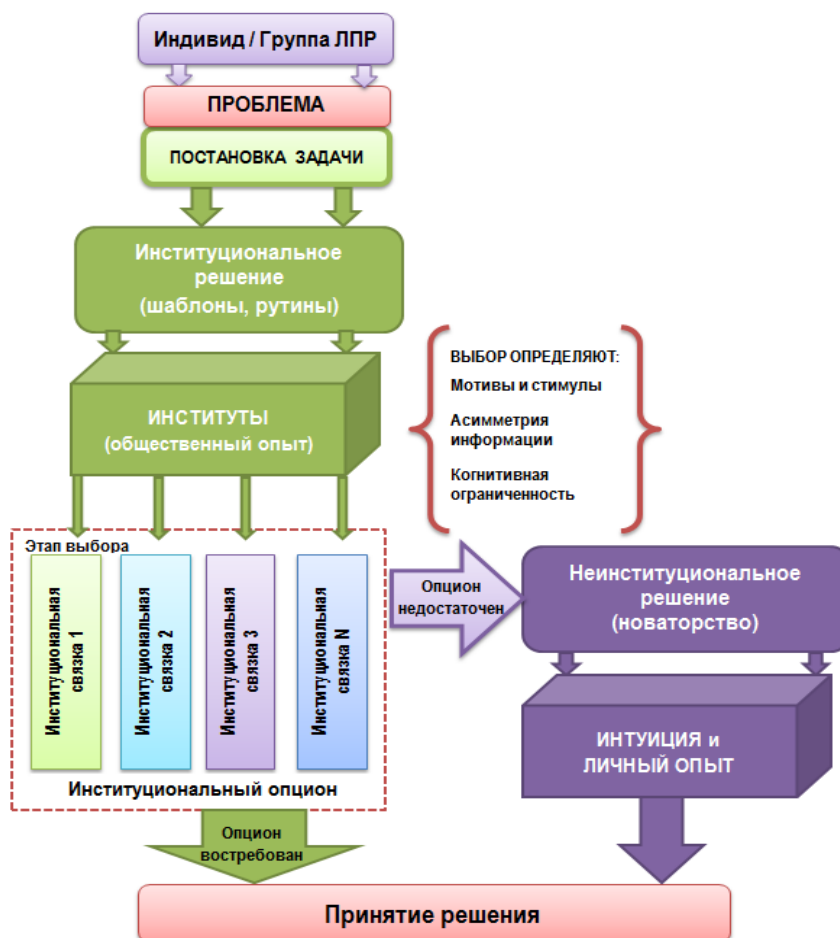 Индивид / Группа ЛПР
ПРОБЛЕМА
ПОСТАНОВКА ЗАДАЧИ
Институциональное
решение
(шаблоны, рутины)
ИНСТИТУТЫ
(общественный опыт)
ВЫБОР ОПРЕДЕЛЯЮТ:
Мотивы и стимулы
Асимметрия
информации
Когнитивная
ограниченность
Этап выбора
Институциональная
связка 1
Институциональная
связка 2
Институциональная
связка 3
Институциональная
связка N
Институциональный опцион
Опцион
недостаточен
Неинституциональное
решение
(новаторство)
ИНТУИЦИЯ и
ЛИЧНЫЙ ОПЫТ
Опцион
востребован
Принятие решения